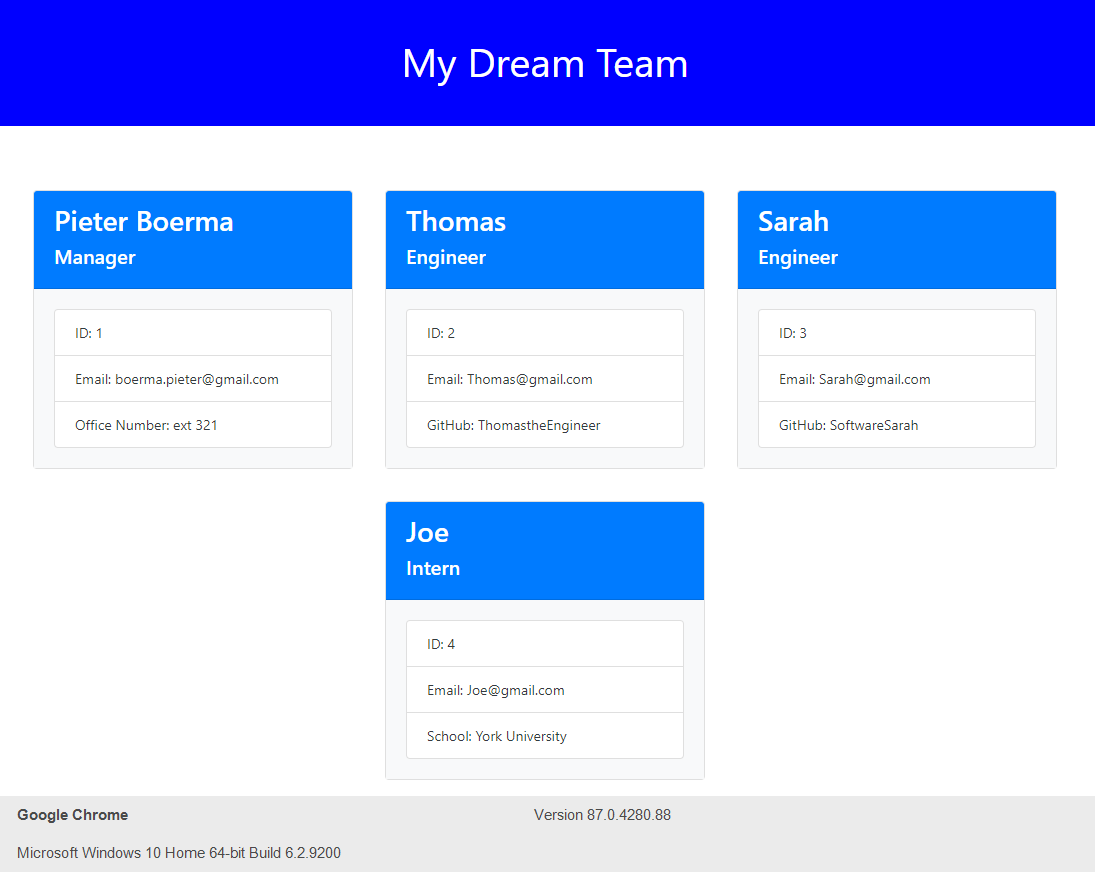 My Dream Team
Pieter Boerma
Manager
ID: 1
Email: boerma.pieter@gmail.com
Office Number: ext 321
Thomas
Engineer
ID: 2
Email: Thomas@gmail.com
GitHub: ThomastheEngineer
Sarah
Engineer
ID: 3
Email: Sarah@gmail.com
GitHub: SoftwareSarah
Joe
Intern
ID: 4
Email: Joe@gmail.com
School: York University
Google Chrome
Version 87.0.4280.88
Microsoft Windows 10 Home 64-bit Build 6.2.9200